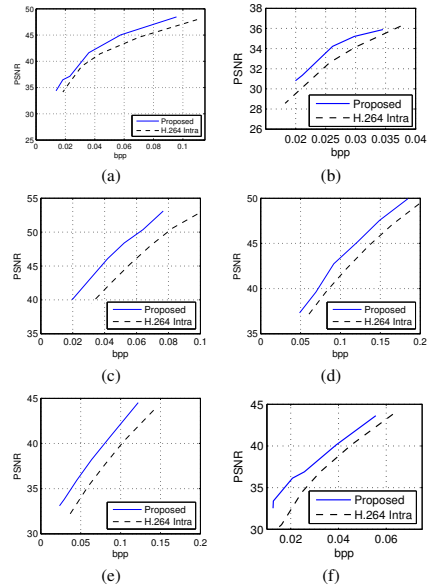 50
45
40
35
30
25
PSNR
0 0.02 0.04 0.06 0.08 0.1
bpp
Proposed
H.264 Intra
(a)
38
36
34
32
30
28
26
PSNR
0.02 0.025 0.03 0.035 0.04
bpp
Proposed
H.264 Intra
(b)
55
50
45
40
35
PSNR
0 0.02 0.04 0.06 0.08 0.1
bpp
Proposed
H.264 Intra
(c)
50
45
40
35
PSNR
0 0.05 0.1 0.15 0.2
bpp
Proposed
H.264 Intra
(d)
45
40
35
30
PSNR
0 0.05 0.1 0.15 0.2
bpp
Proposed
H.264 Intra
(e)
45
40
35
30
PSNR
0.02 0.04 0.06
bpp
Proposed
H.264 Intra
(f)